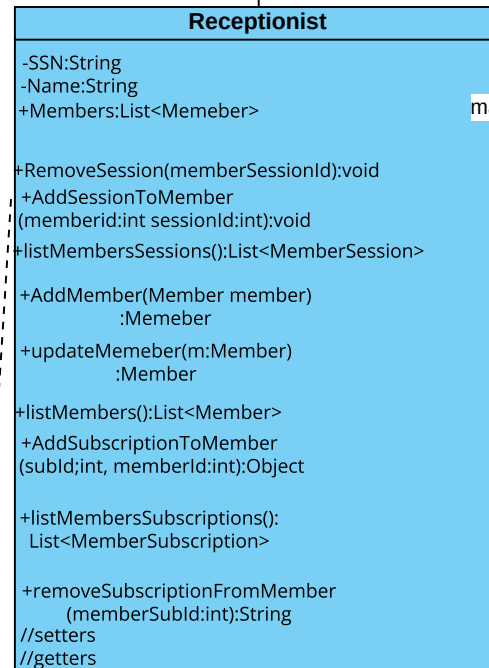 Receptionist
-SSN:String
-Name:String
+Members:List<Memeber>
+RemoveSession(memberSessionId):void
+AddSessionToMember
(memberid:int sessionId:int):void
+listMembersSessions():List<MemberSession>
+AddMember(Member member)
:Memeber
+updateMemeber(m:Member)
:Member
+listMembers():List<Member>
+AddSubscriptionToMember
(subId;int, memberId:int):Object
+listMembersSubscriptions():
List<MemberSubscription>
+removeSubscriptionFromMember
(memberSubId:int):String
//setters
//getters